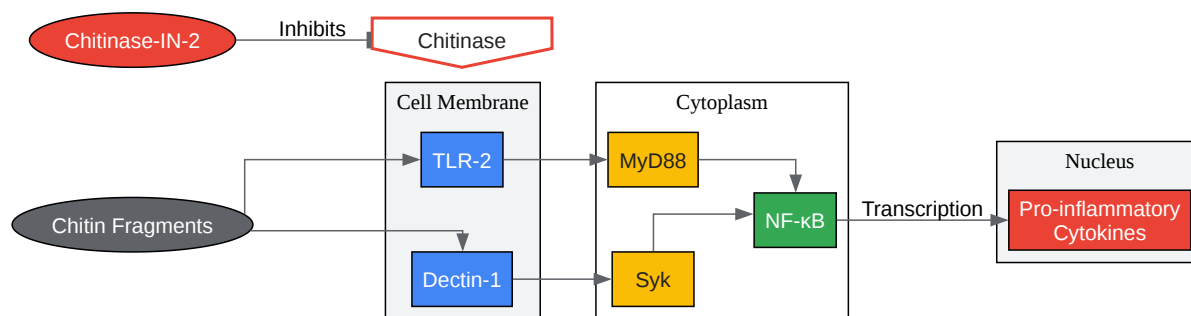 Chitinase-IN-2
Inhibits
Chitinase
Cell Membrane
Cytoplasm
TLR-2
MyD88
Nucleus
Chitin Fragments
NF-κB
Transcription
Pro-inflammatory
Cytokines
Dectin-1
Syk